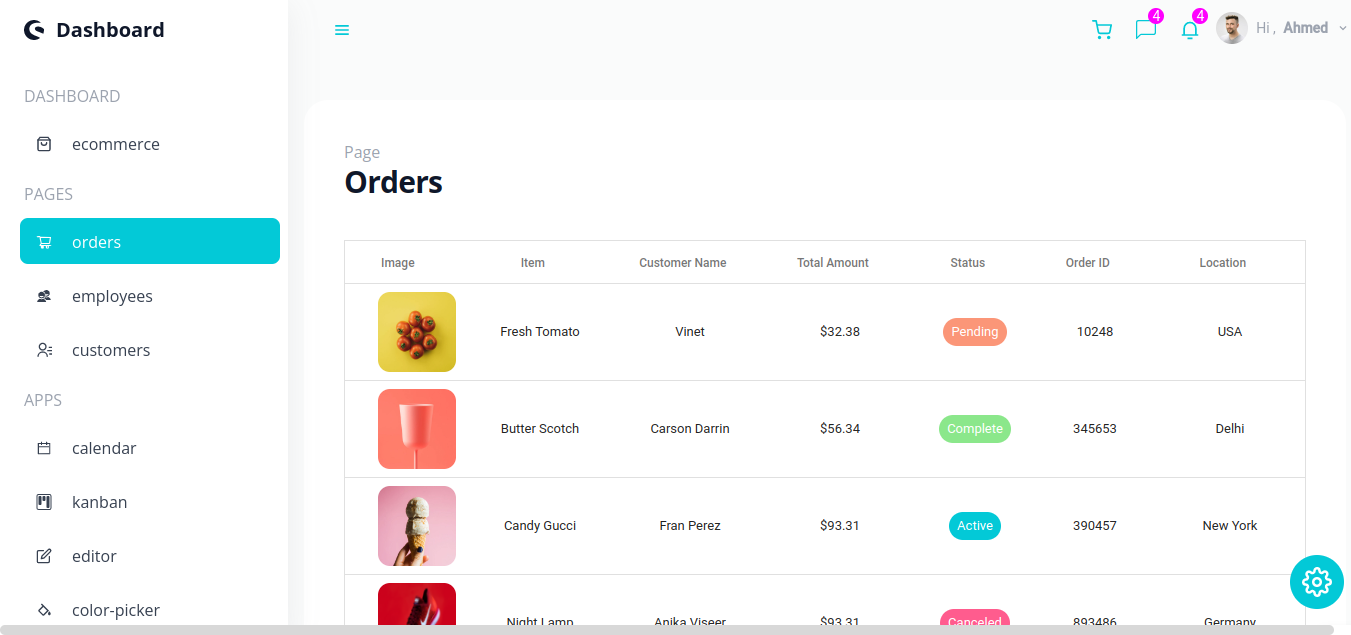 Dashboard
4
4
Hi , Ahmed
DASHBOARD
ecommerce
PAGES
orders
employees
customers
APPS
calendar
kanban
editor
color-picker
Page
Orders
Image Item Customer Name Total Amount Status Order ID Location
Fresh Tomato Vinet $32.38 Pending 10248 USA
Butter Scotch Carson Darrin $56.34 Complete 345653 Delhi
Candy Gucci Fran Perez $93.31 Active 390457 New York
Night Lamp Anika Viseer $93.31 Canceled 893486 Germany